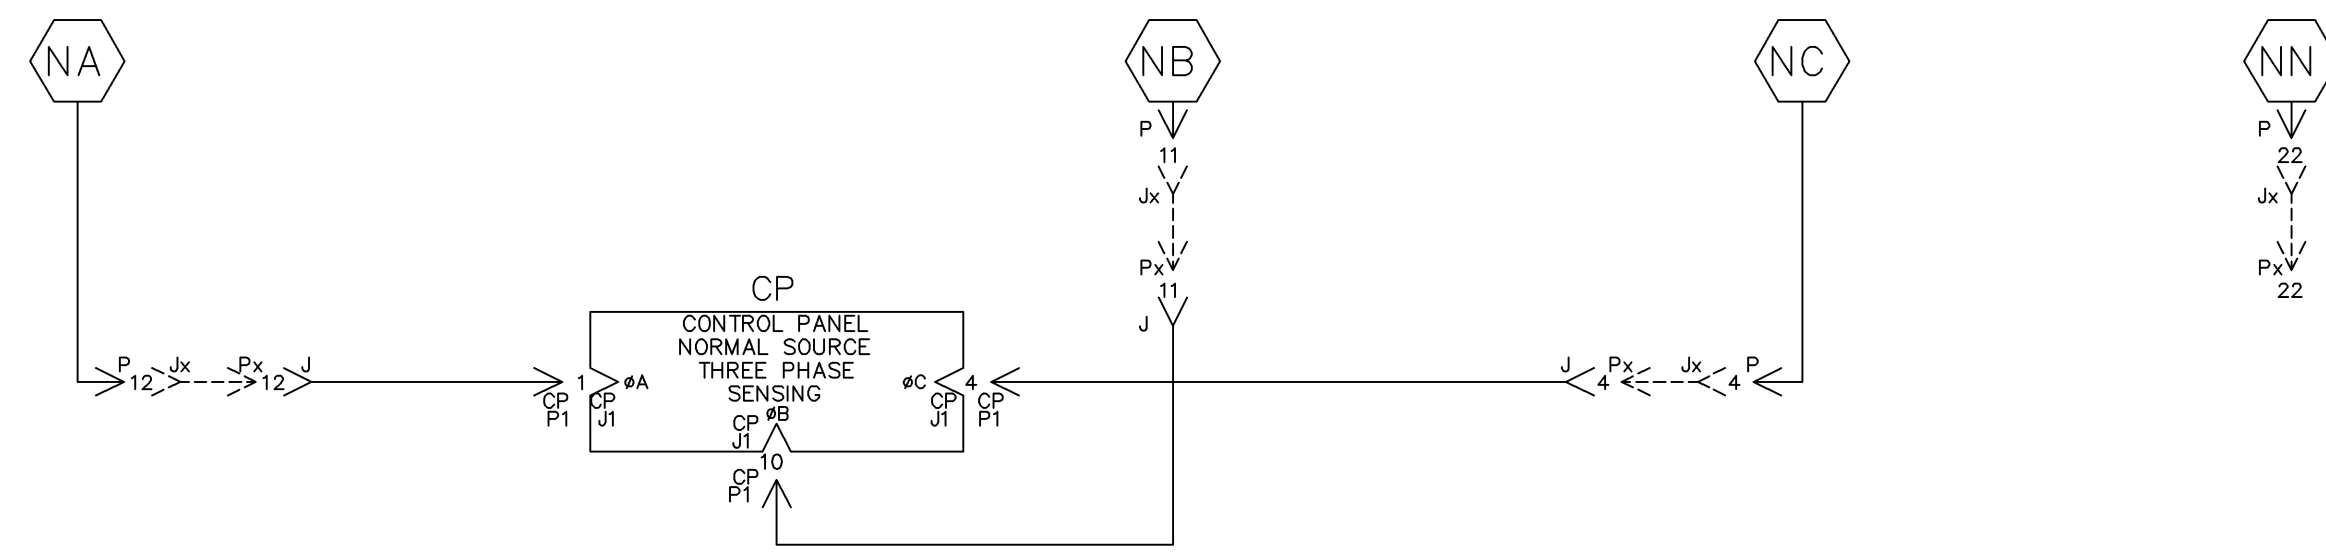 NA
NB
NC
NN
P
11
Jx
Px
11
J
P
22
Jx
Px
22
CP
CONTROL PANEL
NORMAL SOURCE
THREE PHASE
SENSING
P 12 Jx Px 12 J
1 øA
CP P1
CP J1
øB
CP J1
10
CP P1
øC 4
CP J1
CP P1
J 4 Px Jx 4 P